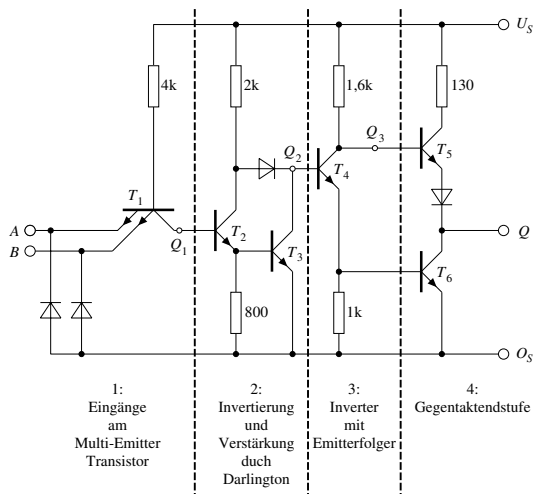 U_S
4k
2k
1,6k
130
Q_3
T_5
Q_2
T_4
T_1
A
Q
B
Q_1
T_2
T_3
T_6
800
1k
O_S
1:
Eingänge
am
Multi-Emitter
Transistor
2:
Invertierung
und
Verstärkung
duch
Darlington
3:
Inverter
mit
Emitterfolger
4:
Gegentaktendstufe